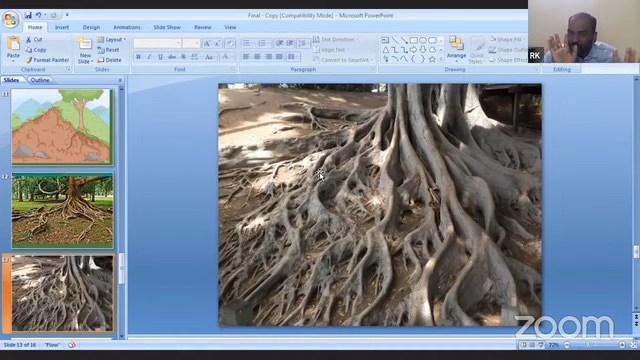 Final - Copy [Compatibility Mode] - Microsoft PowerPoint
Home Insert Design Animations Slide Show Review View
Paste
Cut
Copy
Format Painter
Clipboard
New Slide
Layout
Reset
Delete
Slides
Font
Text Direction
Align Text
Convert to SmartArt
Paragraph
Arrange
Quick Styles
Shape Fill
Shape
Shape
Drawing
Editing
RK
Slides Outline
11
12
13
Slide 13 of 16 "Flow"
72%
zoom